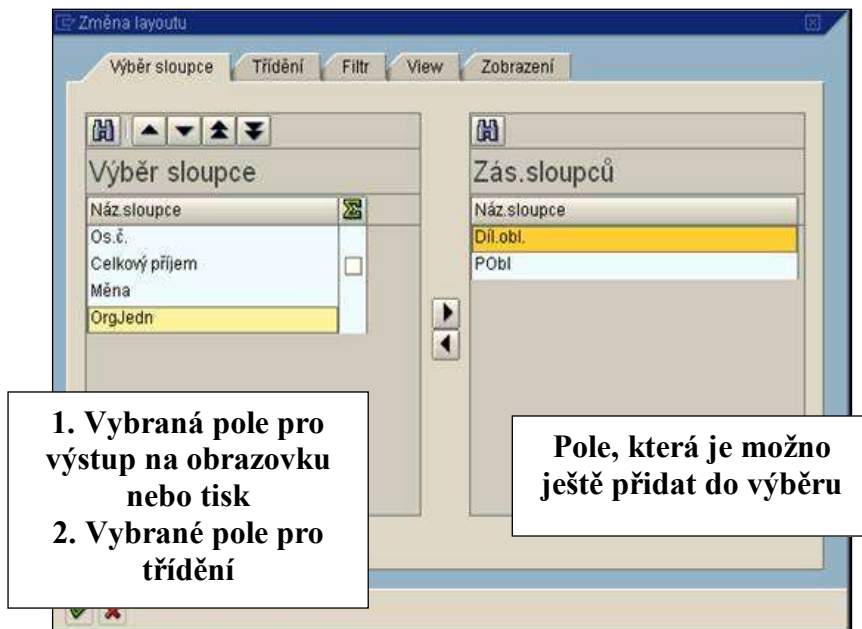 Změna layoutu
Výběr sloupce
Třídění
Filtr
View
Zobrazení
Výběr sloupce
Náz.sloupce
Os.č.
Celkový příjem
Měna
OrgJedn
Zás.sloupců
Náz.sloupce
Díl.obl.
PObl
1. Vybraná pole pro
výstup na obrazovku
nebo tisk
2. Vybrané pole pro
třídění
Pole, která je možno
ještě přidat do výběru